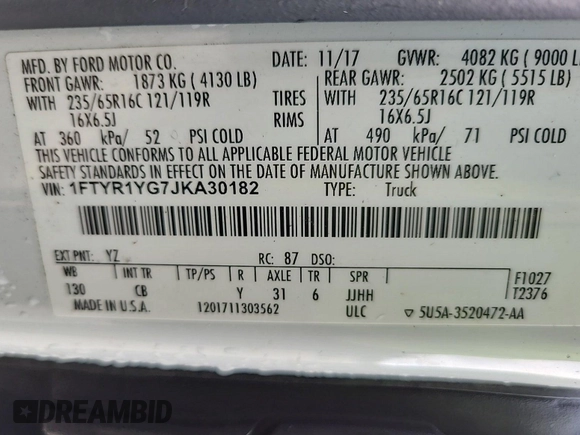 MFD. BY FORD MOTOR CO. DATE: 11/17 GVWR: 4082 KG ( 9000 L
FRONT GAWR: 1873 KG ( 4130 LB) REAR GAWR: 2502 KG ( 5515 LB)
WITH 235/65R16C 121/119R TIRES WITH 235/65R16C 121/119R
16X6.5J RIMS 16X6.5J
AT 360 kPa/ 52 PSI COLD AT 490 kPa/ 71 PSI COLD
THIS VEHICLE CONFORMS TO ALL APPLICABLE FEDERAL MOTOR VEHICLE
SAFETY STANDARDS IN EFFECT ON THE DATE OF MANUFACTURE SHOWN ABOVE.
VIN: 1FTYR1YG7JKA30182 TYPE: Truck
EXT PNT: YZ RC: 87 DSO:
WB INT TR TP/PS R AXLE TR SPR F1027
130 CB Y 31 6 JJHH T2376
MADE IN U.S.A. 1201711303562 ULC ▽ 5U5A-3520472-AA
DREAMBID